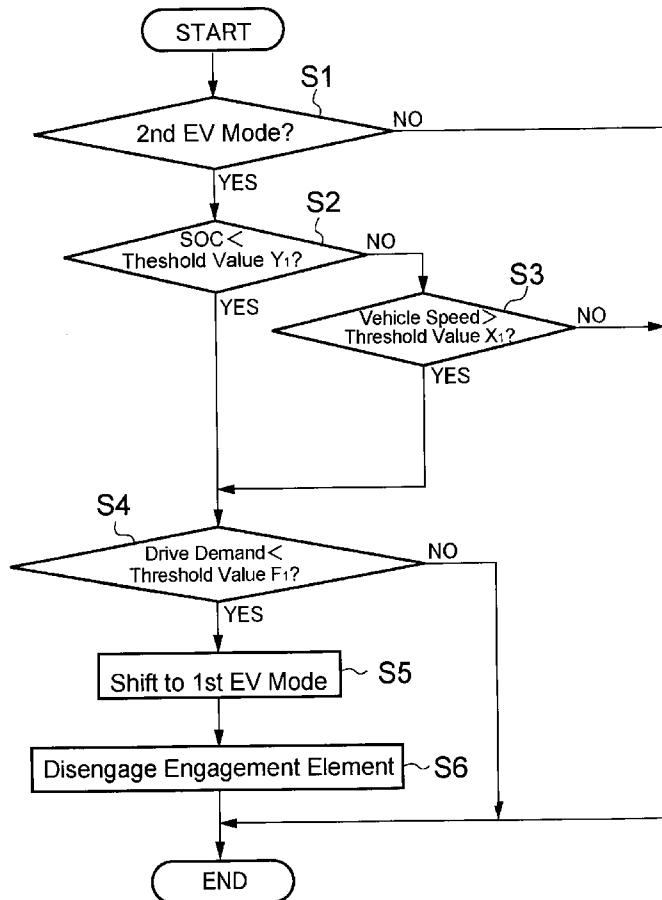 START
S1
2nd EV Mode?
NO
YES
S2
SOC<
Theshold Value Y₁?
NO
YES
S3
Vehicle Speed>
Threshold Value X₁?
NO
YES
S4
Drive Demand<
Threshold Value F₁?
NO
YES
Shift to 1st EV Mode
S5
Disengage Engagement Element
S6
END